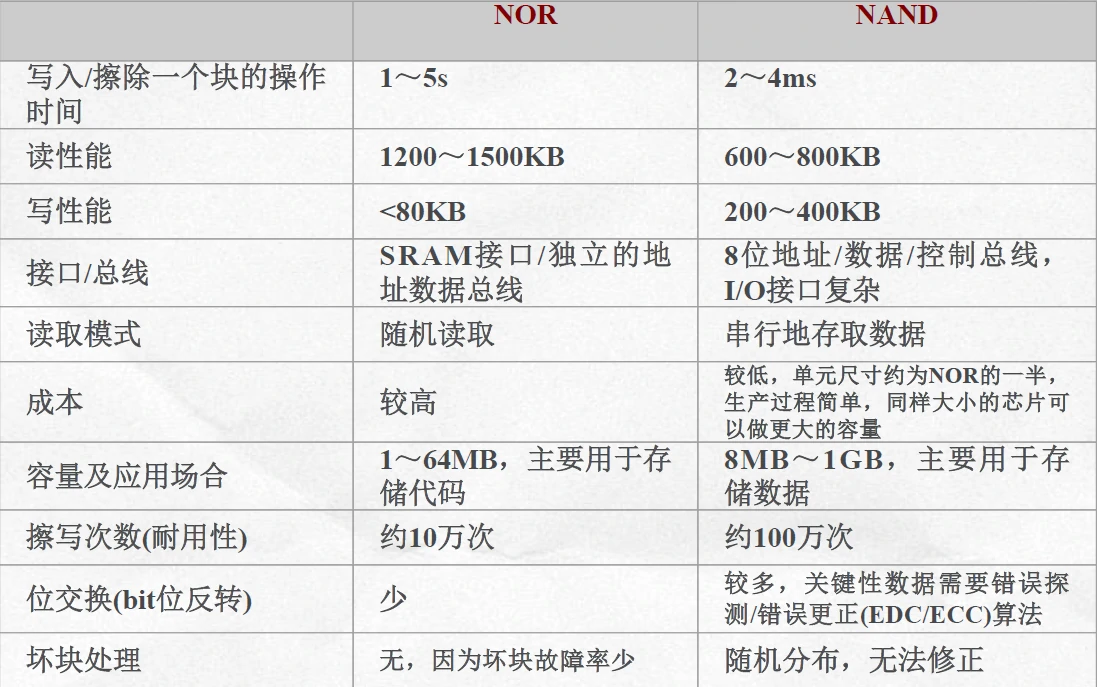 NOR NAND
写入/擦除一个块的操作 1～5s 2～4ms
时间
读性能 1200～1500KB 600～800KB
写性能 <80KB 200～400KB
接口/总线 SRAM接口/独立的地 8位地址/数据/控制总线，
址数据总线 I/O接口复杂
读取模式 随机读取 串行地存取数据
成本 较高 较低，单元尺寸约为NOR的一半，
生产过程简单，同样大小的芯片可
以做更大的容量
容量及应用场合 1～64MB，主要用于存 8MB～1GB，主要用于存
储代码 储数据
擦写次数(耐用性) 约10万次 约100万次
位交换(bit位反转) 少 较多，关键性数据需要错误探
测/错误更正(EDC/ECC)算法
坏块处理 无，因为坏块故障率少 随机分布，无法修正